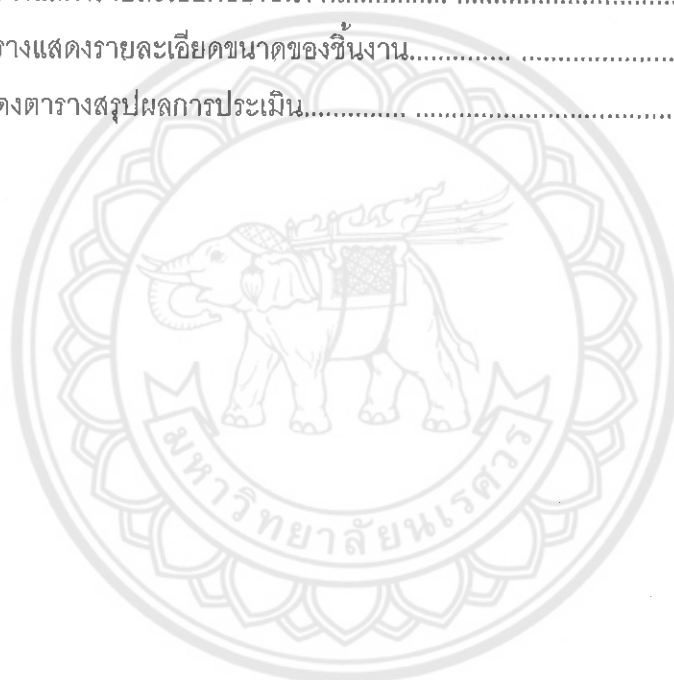 รางแสดงรายละเอียดขนาดของชิ้นงาน............. ....................
ดงตารางสรุปผลการประเมิน............. .................................
มหาวิทยาลัยนเรศวร